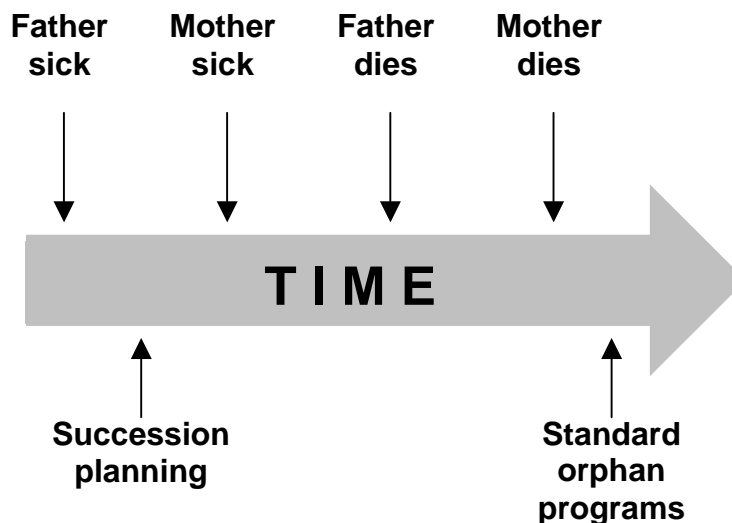 Father
sick
Mother
sick
Father
dies
Mother
dies
T I M E
Succession
planning
Standard
orphan
programs